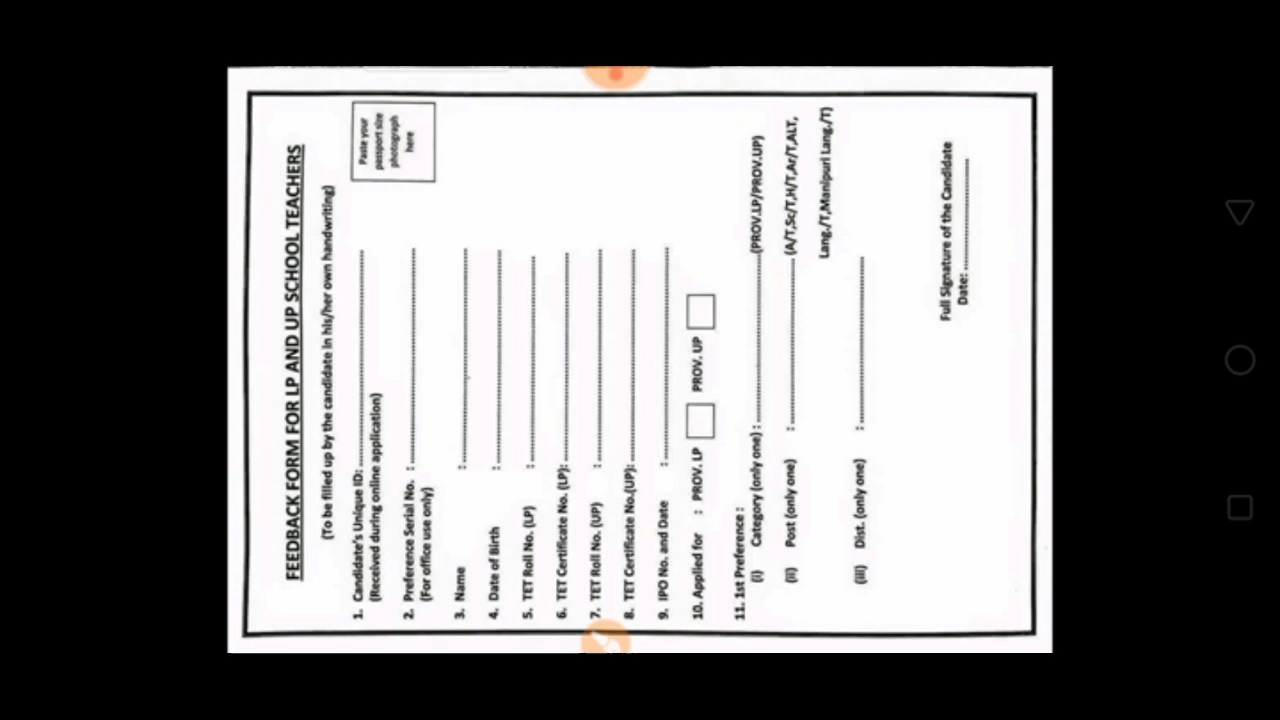 FEEDBACK FORM FOR LP AND UP SCHOOL TEACHERS
(To be filled up by the candidate in his/her own handwriting)
Paste your
passport size
photograph
here
1. Candidate's Unique ID: ........................................
(Received during online application)
2. Preference Serial No. : ........................................
(For office use only)
3. Name : ........................................
4. Date of Birth : ........................................
5. TET Roll No. (LP) : ........................................
6. TET Certificate No. (LP): ........................................
7. TET Roll No. (UP) : ........................................
8. TET Certificate No.(UP): ........................................
9. IPO No. and Date : ........................................
10. Applied for : PROV. LP PROV. UP
11. 1st Preference :
(i) Category (only one) : ........................................(PROV.LP/PROV.UP)
(ii) Post (only one) : ........................................ (A/T,Sc/T,H/T,Ar/T,ALT,
Lang./T,Manipuri Lang./T)
(iii) Dist. (only one) : ........................................
Full Signature of the Candidate
Date: ..............................